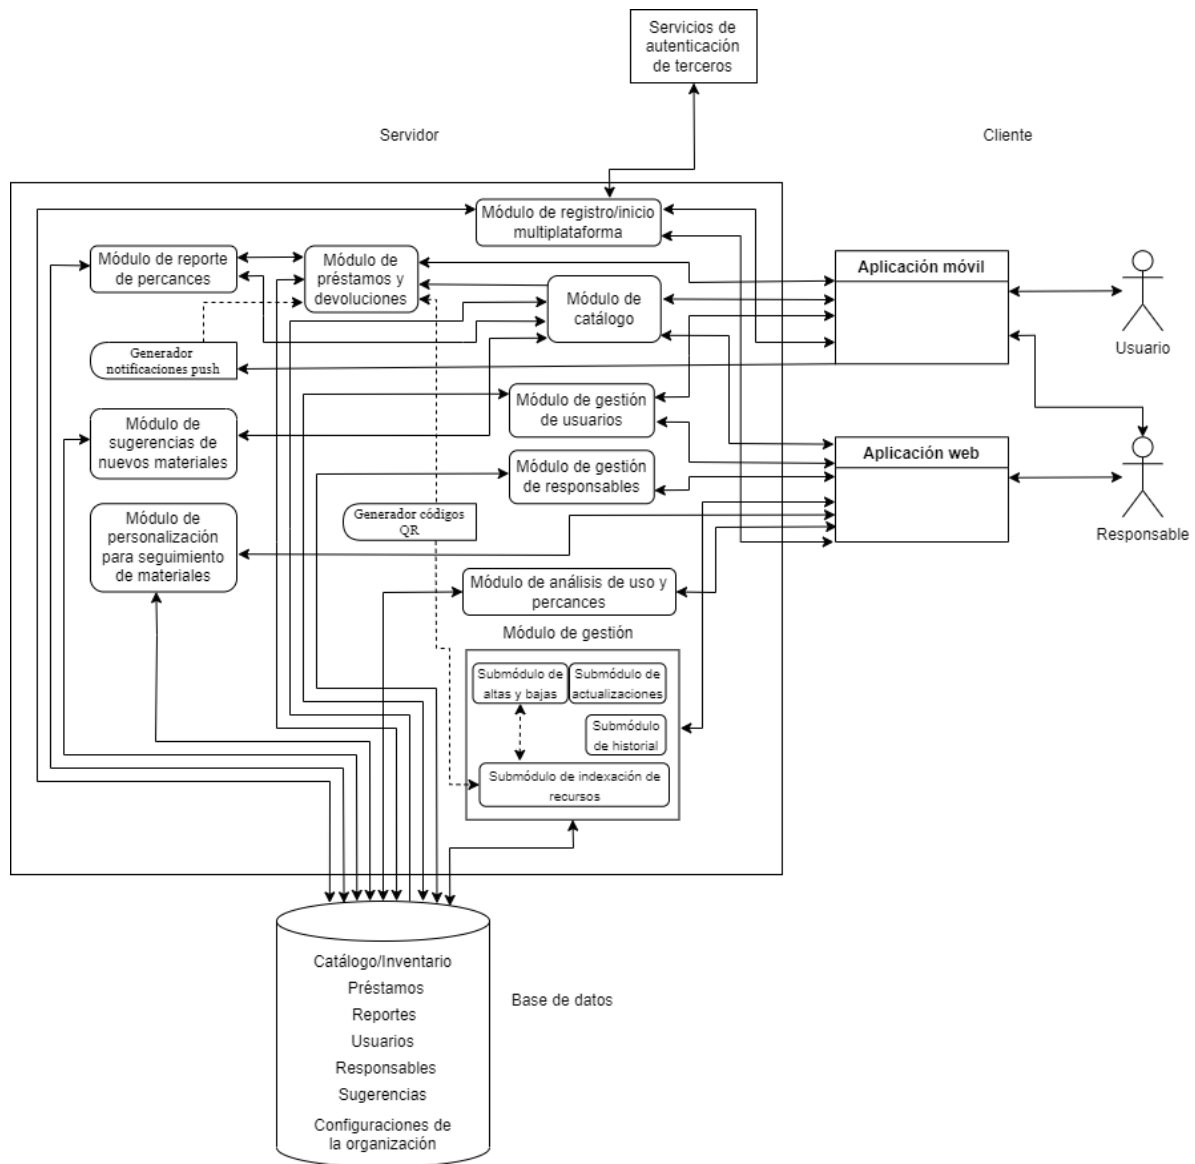 Servicios de
autenticación
de terceros
Servidor
Cliente
Módulo de registro/inicio
multiplataforma
Módulo de reporte
de percances
Módulo de
préstamos y
devoluciones
Módulo de
catálogo
Aplicación móvil
Usuario
Generador
notificaciones push
Módulo de gestión
de usuarios
Módulo de
sugerencias de
nuevos materiales
Aplicación web
Módulo de gestión
de responsables
Responsable
Módulo de
personalización
para seguimiento
de materiales
Generador códigos
QR
Módulo de análisis de uso y
percances
Módulo de gestión
Submódulo de
altas y bajas
Submódulo de
actualizaciones
Submódulo
de historial
Submódulo de indexación de
recursos
Catálogo/Inventario
Préstamos
Reportes
Usuarios
Responsables
Sugerencias
Configuraciones de
la organización
Base de datos